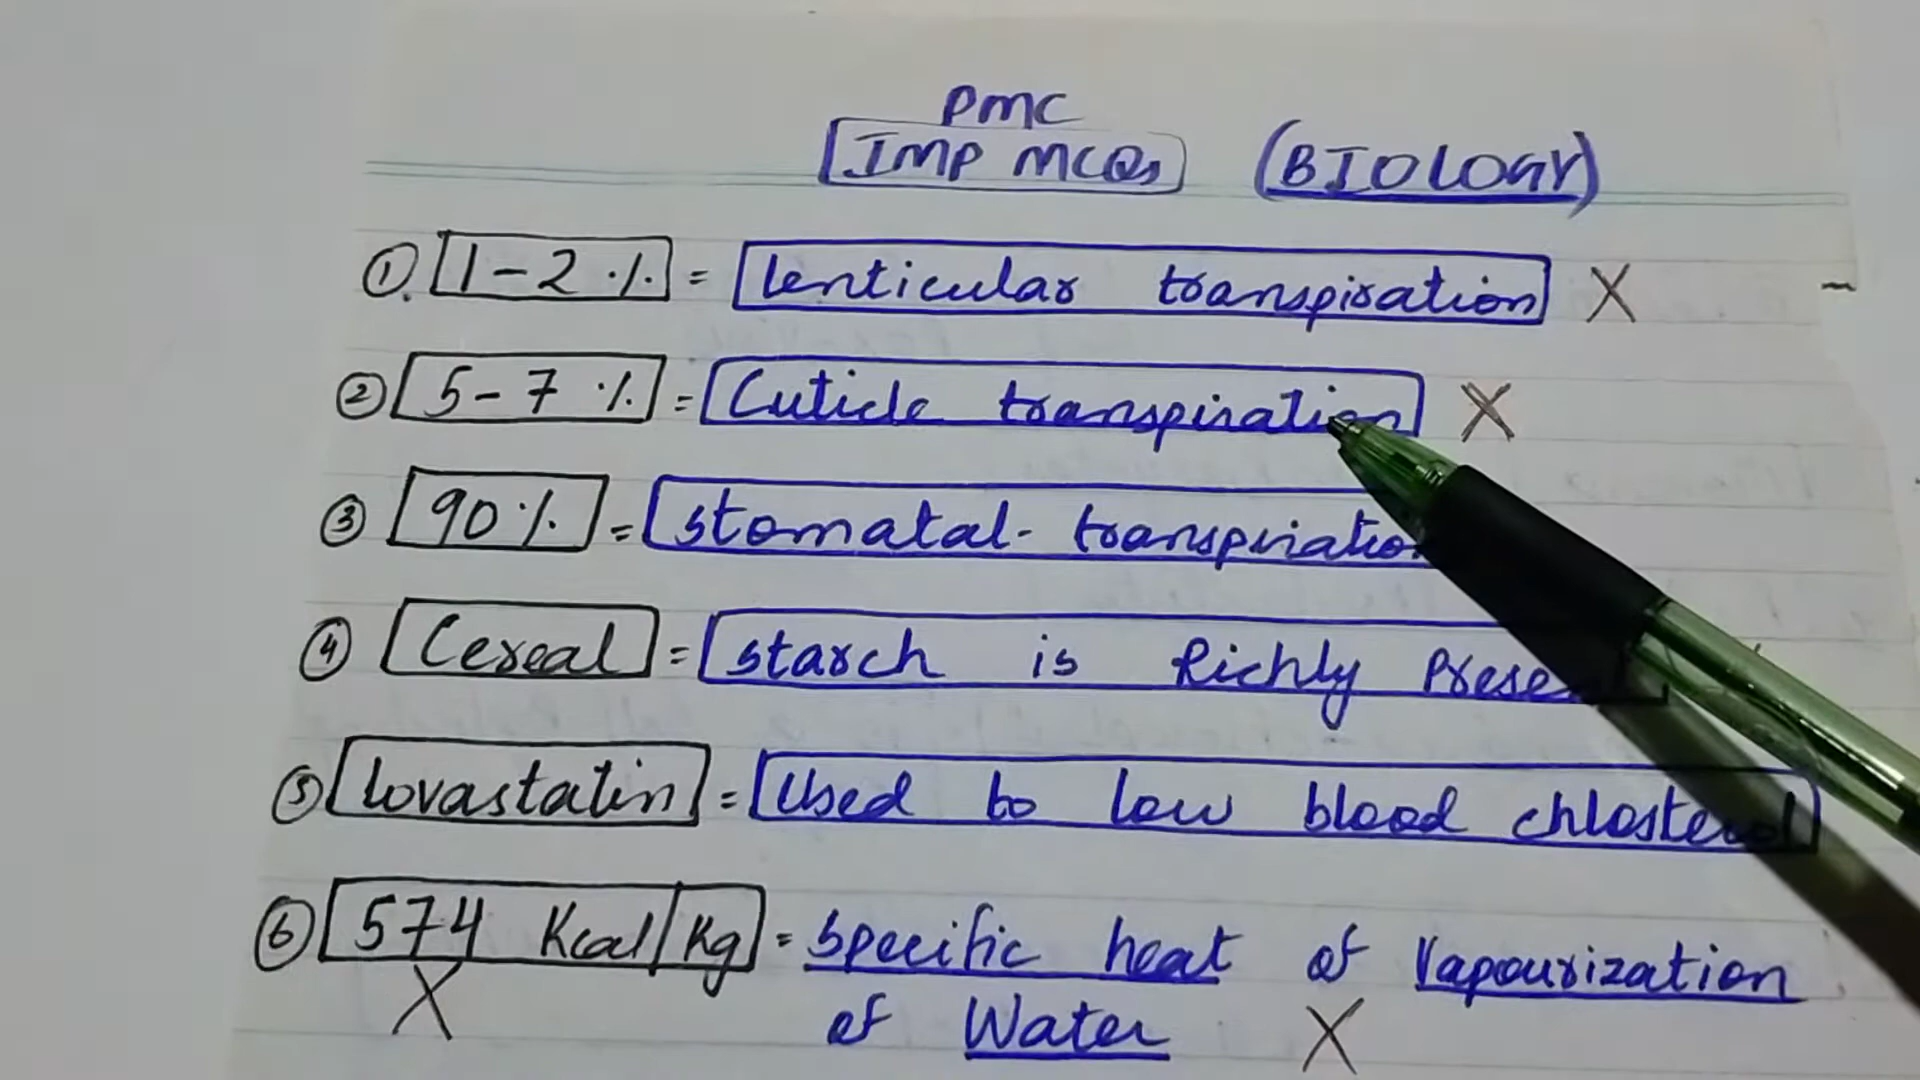 PMC
IMP MCQs (BIOLOGY)
① 1-2 % = lenticular transpiration X
② 5-7 % = Cuticle transpiration X
③ 90 % = stomatal- transpiration
④ Cereal = starch is Richly Present
⑤ lovastatin = Used to low blood chlosterol
⑥ 574 Kcal/Kg = specific heat of Vapourization
X of Water X